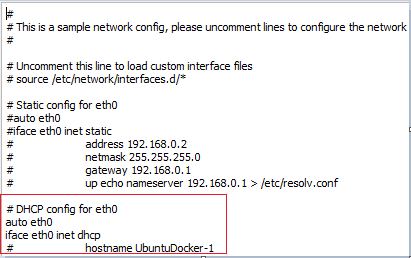 #
# This is a sample network config, please uncomment lines to configure the network
#
# Uncomment this line to load custom interface files
# source /etc/network/interfaces.d/*
# Static config for eth0
#auto eth0
#iface eth0 inet static
# address 192.168.0.2
# netmask 255.255.255.0
# gateway 192.168.0.1
# up echo nameserver 192.168.0.1 > /etc/resolv.conf
# DHCP config for eth0
auto eth0
iface eth0 inet dhcp
# hostname UbuntuDocker-1